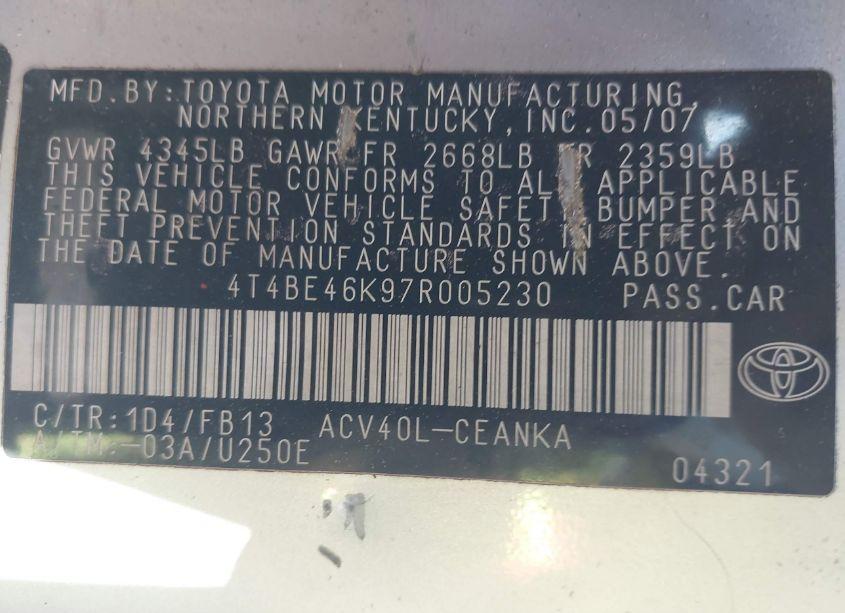 MFD.BY:TOYOTA MOTOR MANUFACTURING,
NORTHERN KENTUCKY,INC.05/07
GVWR 4345LB GAWR FR 2668LB RR 2359LB
THIS VEHICLE CONFORMS TO ALL APPLICABLE
FEDERAL MOTOR VEHICLE SAFETY BUMPER AND
THEFT PREVENTION STANDARDS IN EFFECT ON
THE DATE OF MANUFACTURE SHOWN ABOVE.
4T4BE46K97R005230 PASS.CAR
C/TR:1D4/FB13 ACV40L-CEANKA
A/TM:-03A/U250E
04321